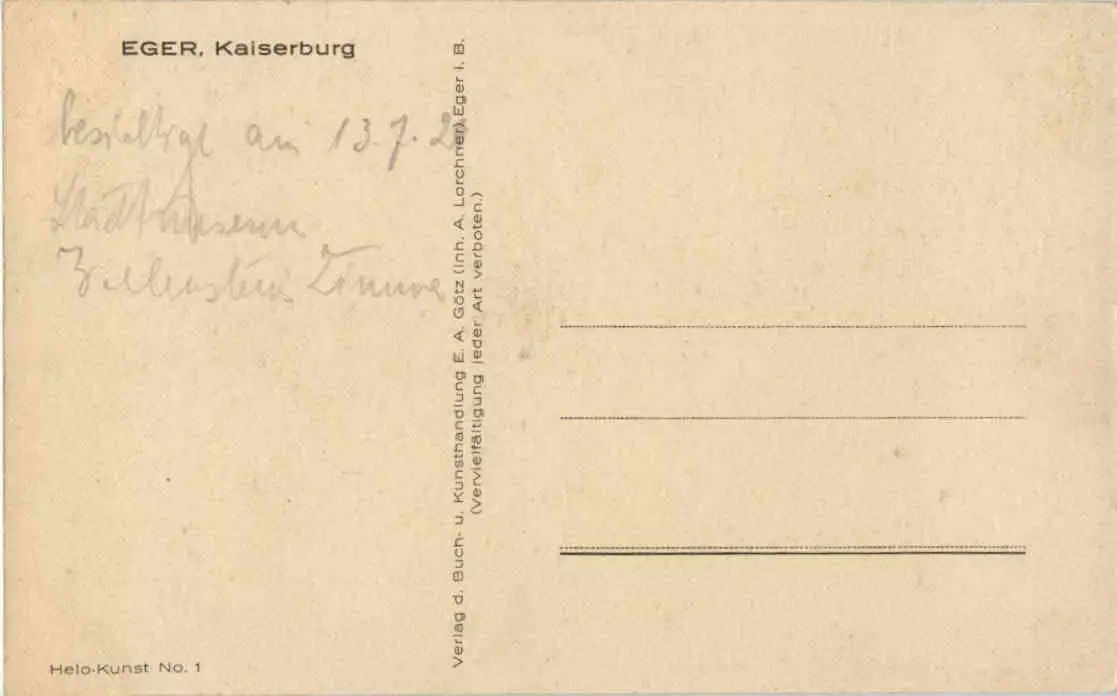 EGER, Kaiserburg
besichtigt am 13.7.2
Stadtmuseum
Wallenstein Zimmer
Verlag d. Buch- u. Kunsthandlung E. A. Götz (Inh. A. Lorchner) Eger i. B.
(Vervielfältigung jeder Art verboten.)
Helo-Kunst No. 1